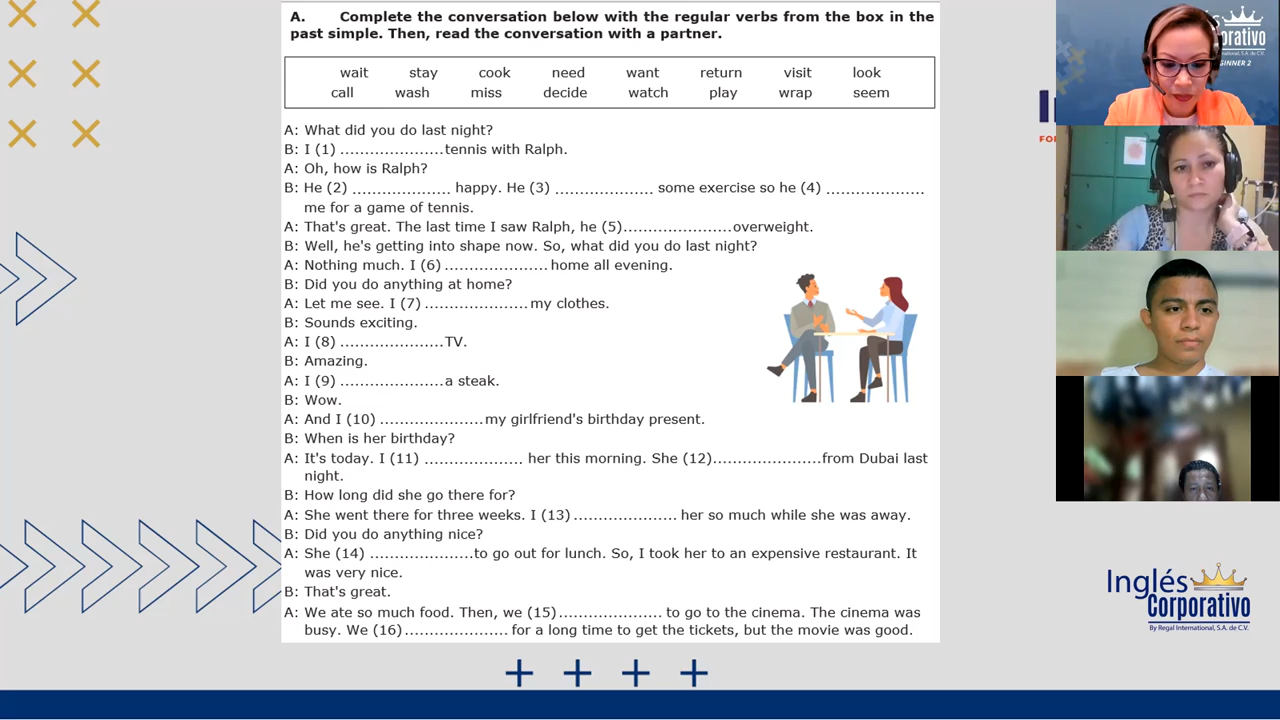 A. Complete the conversation below with the regular verbs from the box in the
past simple. Then, read the conversation with a partner.
wait stay cook need want return visit look
call wash miss decide watch play wrap seem
A: What did you do last night?
B: I (1) ………………… tennis with Ralph.
A: Oh, how is Ralph?
B: He (2) ………………… happy. He (3) ………………… some exercise so he (4) …………………
me for a game of tennis.
A: That's great. The last time I saw Ralph, he (5)………………… overweight.
B: Well, he's getting into shape now. So, what did you do last night?
A: Nothing much. I (6) ………………… home all evening.
B: Did you do anything at home?
A: Let me see. I (7) ………………… my clothes.
B: Sounds exciting.
A: I (8) ………………… TV.
B: Amazing.
A: I (9) ………………… a steak.
B: Wow.
A: And I (10) ………………… my girlfriend's birthday present.
B: When is her birthday?
A: It's today. I (11) ………………… her this morning. She (12)………………… from Dubai last
night.
B: How long did she go there for?
A: She went there for three weeks. I (13) ………………… her so much while she was away.
B: Did you do anything nice?
A: She (14) ………………… to go out for lunch. So, I took her to an expensive restaurant. It
was very nice.
B: That's great.
A: We ate so much food. Then, we (15) ………………… to go to the cinema. The cinema was
busy. We (16) ………………… for a long time to get the tickets, but the movie was good.
Inglés
Corporativo
By Regal International, S.A. de C.V.